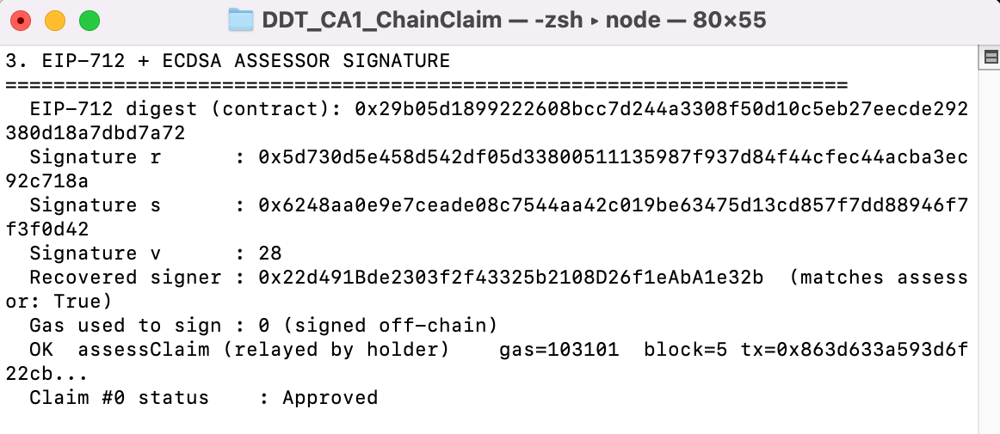 DDT_CA1_ChainClaim — -zsh ▸ node — 80×55
3. EIP-712 + ECDSA ASSESSOR SIGNATURE
======================================================================
EIP-712 digest (contract): 0x29b05d1899222608bcc7d244a3308f50d10c5eb27eecde292
380d18a7dbd7a72
Signature r      : 0x5d730d5e458d542df05d33800511135987f937d84f44cfec44acba3ec
92c718a
Signature s      : 0x6248aa0e9e7ceade08c7544aa42c019be63475d13cd857f7dd88946f7
f3f0d42
Signature v      : 28
Recovered signer : 0x22d491Bde2303f2f43325b2108D26f1eAbA1e32b  (matches assess
or: True)
Gas used to sign : 0 (signed off-chain)
OK  assessClaim (relayed by holder)    gas=103101  block=5 tx=0x863d633a593d6f
22cb...
Claim #0 status    : Approved